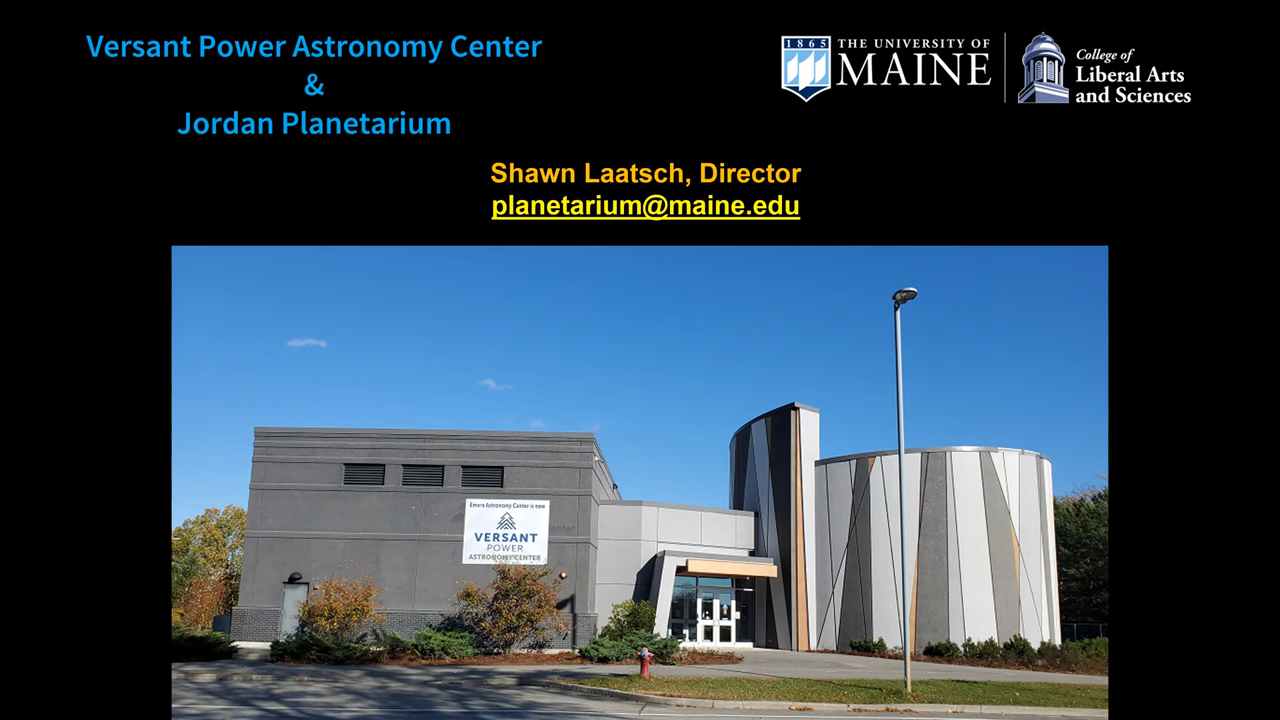 Versant Power Astronomy Center
&
Jordan Planetarium
1865 THE UNIVERSITY OF
MAINE
College of
Liberal Arts
and Sciences
Shawn Laatsch, Director
planetarium@maine.edu
Emera Astronomy Center is now
VERSANT
POWER
ASTRONOMY CENTER